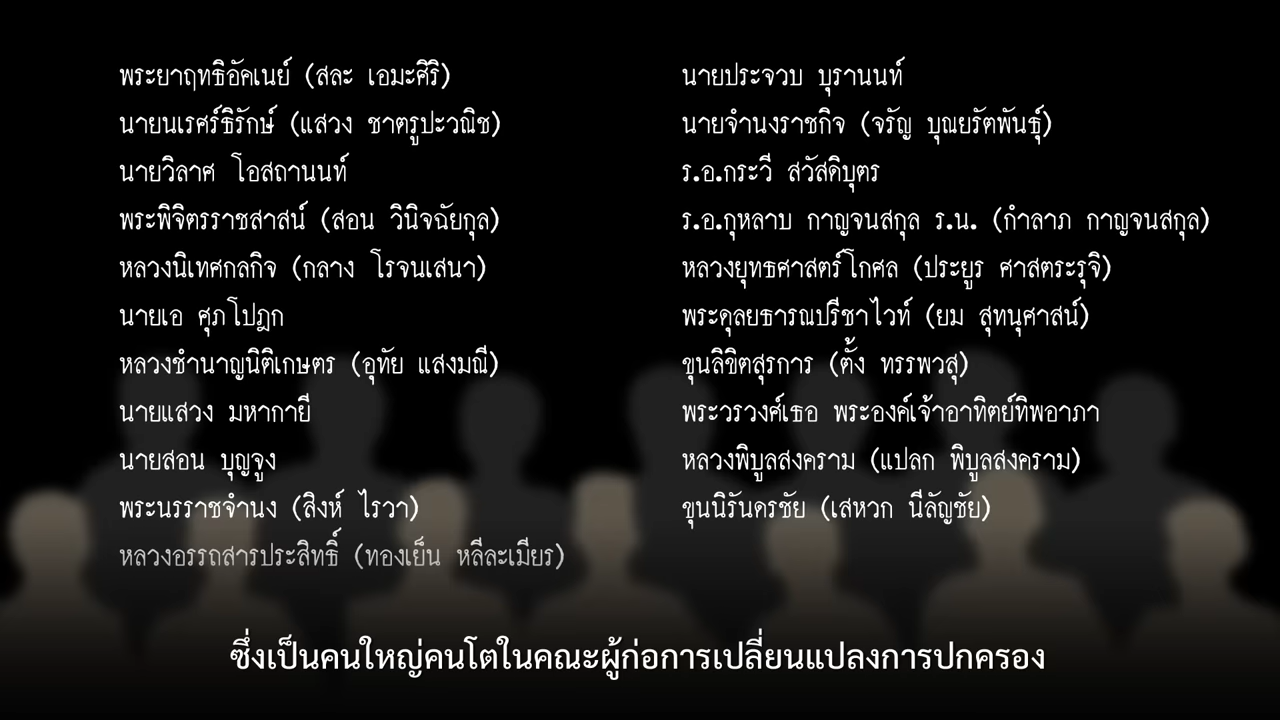 พระยาฤทธิอัคเนย์ (สละ เอมะศิริ)
นายนเรศร์ธิรักษ์ (แสวง ชาตรูปะวณิช)
นายวิลาศ โอสถานนท์
พระพิจิตรราชสาสน์ (สอน วินิจฉัยกุล)
หลวงนิเทศกลกิจ (กลาง โรจนเสนา)
นายเอ ศุภโปฎก
หลวงชำนาญนิติเกษตร (อุทัย แสงมณี)
นายแสวง มหากายี
นายสอน บุญจูง
พระนรราชจำนง (สิงห์ ไรวา)
หลวงอรรถสารประสิทธิ์ (ทองเย็น หลีละเมียร)
นายประจวบ บุรานนท์
นายจำนงราชกิจ (จรัญ บุณยรัตพันธุ์)
ร.อ.กระวี สวัสดิบุตร
ร.อ.กุหลาบ กาญจนสกุล ร.น. (กำลาภ กาญจนสกุล)
หลวงยุทธศาสตร์โกศล (ประยูร ศาสตระรุจิ)
พระดุลยธารณปรีชาไวท์ (ยม สุทนุศาสน์)
ขุนลิขิตสุรการ (ตั้ง ทรรพวสุ)
พระวรวงศ์เธอ พระองค์เจ้าอาทิตย์ทิพอาภา
หลวงพิบูลสงคราม (แปลก พิบูลสงคราม)
ขุนนิรันดรชัย (เสหวก นีลัญชัย)
ซึ่งเป็นคนใหญ่คนโตในคณะผู้ก่อการเปลี่ยนแปลงการปกครอง